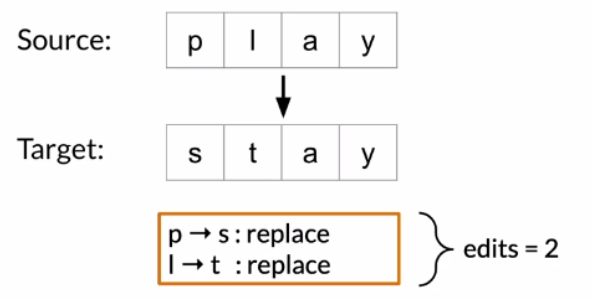 Source: p l a y
Target: s t a y
p → s : replace
l → t : replace
edits = 2